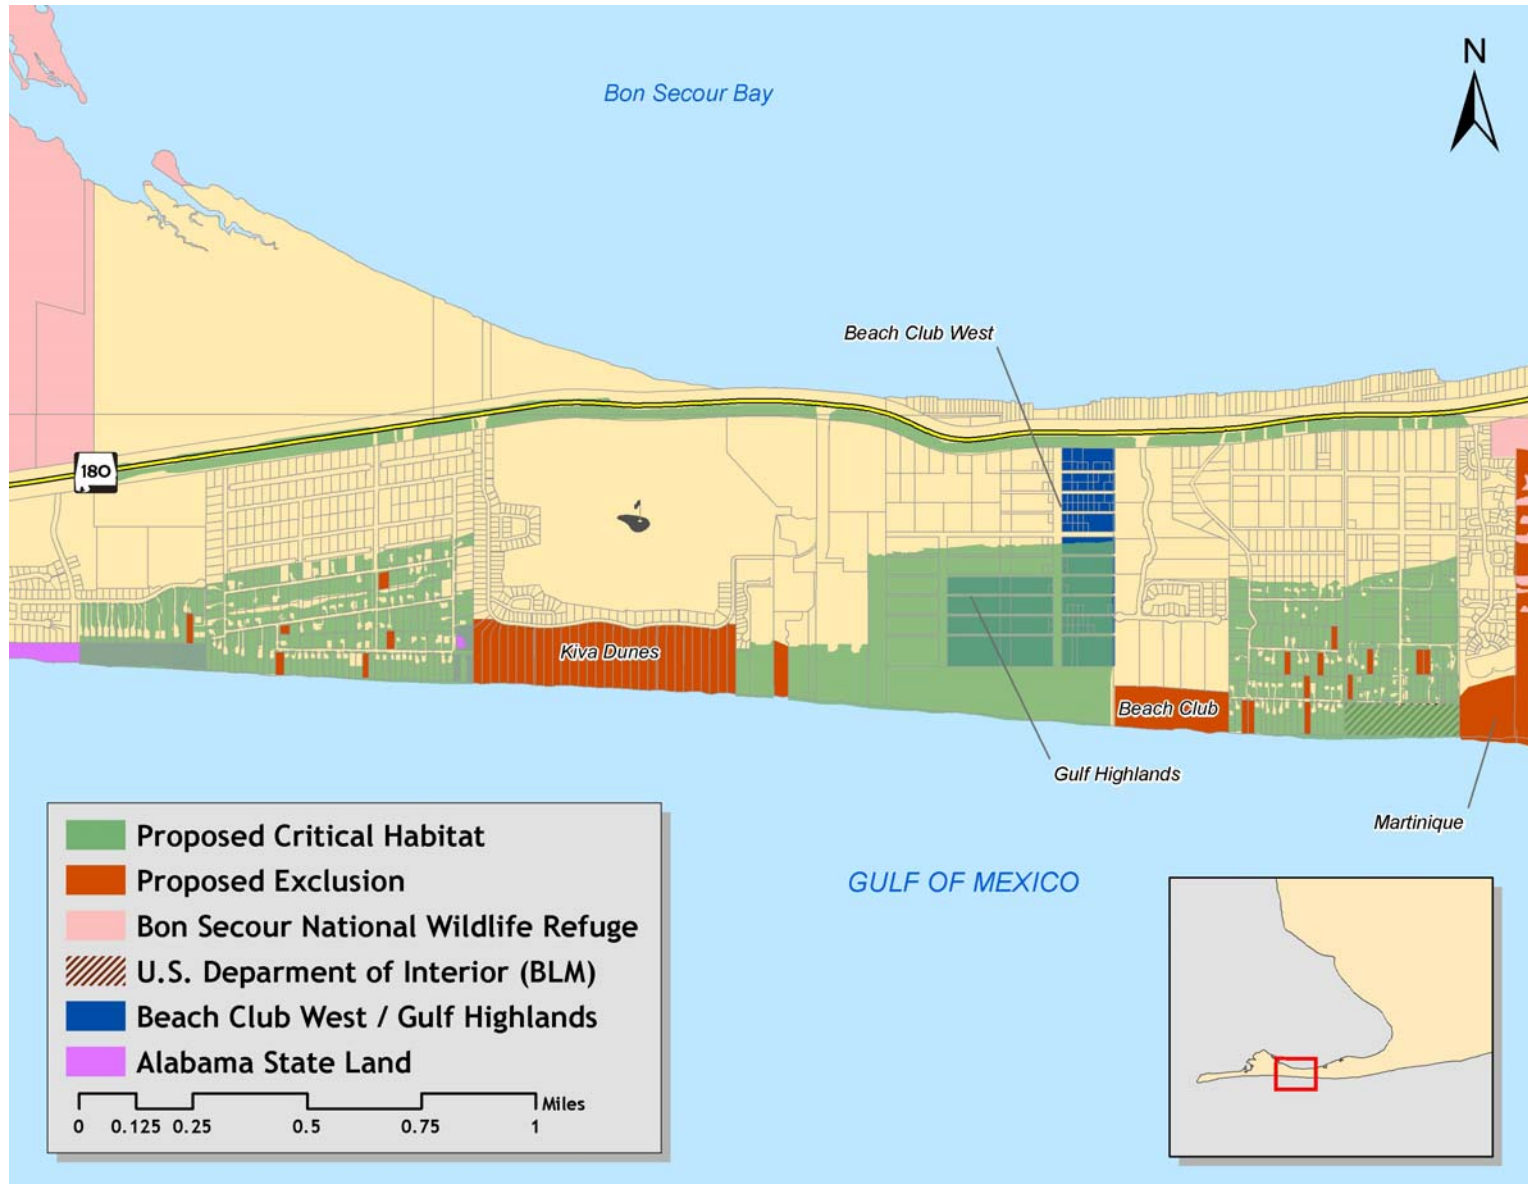 N
Bon Secour Bay
Beach Club West
180
Kiva Dunes
Beach Club
Gulf Highlands
Martinique
GULF OF MEXICO
Proposed Critical Habitat
Proposed Exclusion
Bon Secour National Wildlife Refuge
U.S. Deparment of Interior (BLM)
Beach Club West / Gulf Highlands
Alabama State Land
Miles
0 0.125 0.25 0.5 0.75 1